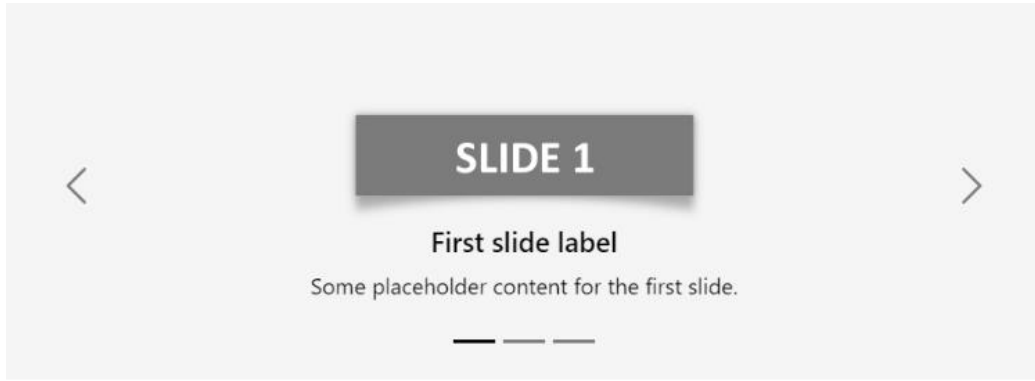 SLIDE 1
First slide label
Some placeholder content for the first slide.